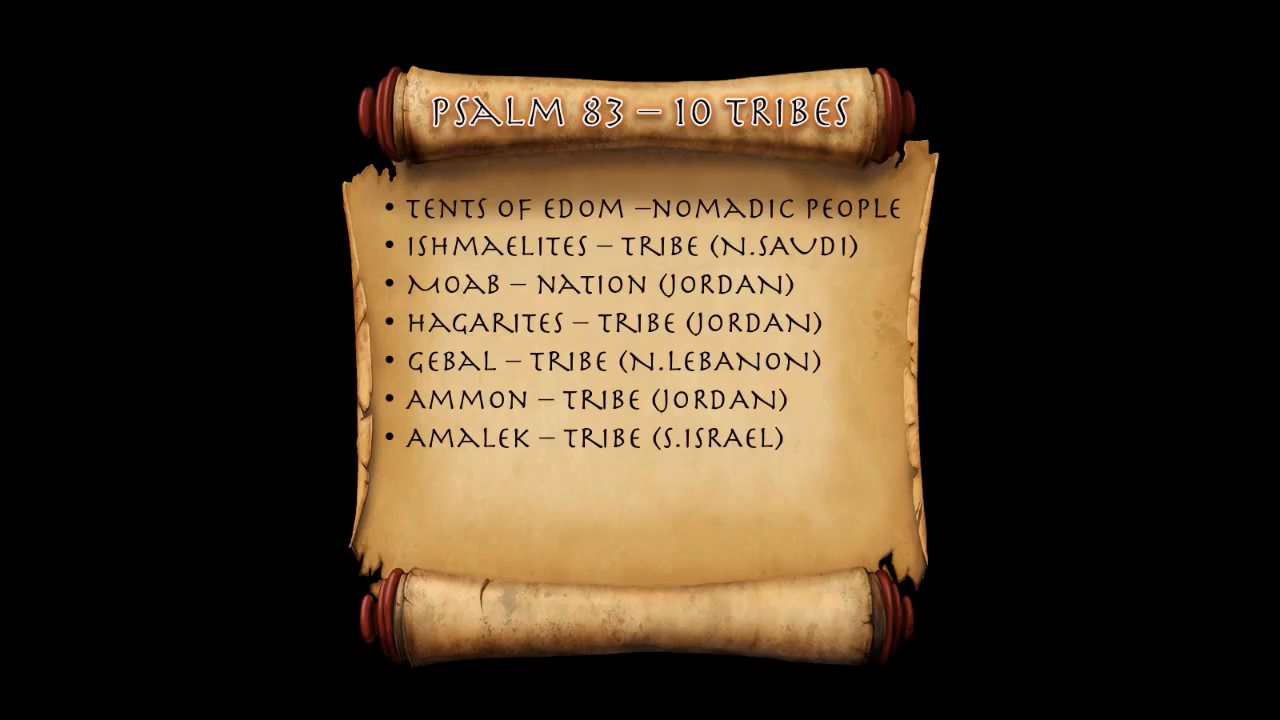 PSALM 83 – 10 TRIBES
• TENTS OF EDOM –NOMADIC PEOPLE
• ISHMAELITES – TRIBE (N.SAUDI)
• MOAB – NATION (JORDAN)
• HAGARITES – TRIBE (JORDAN)
• GEBAL – TRIBE (N.LEBANON)
• AMMON – TRIBE (JORDAN)
• AMALEK – TRIBE (S.ISRAEL)